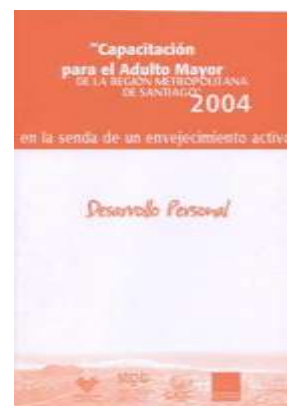 "Capacitación
para el Adulto Mayor
DE LA REGIÓN METROPOLITANA
DE SANTIAGO"
2004
en la senda de un envejecimiento activo
Desarrollo Personal